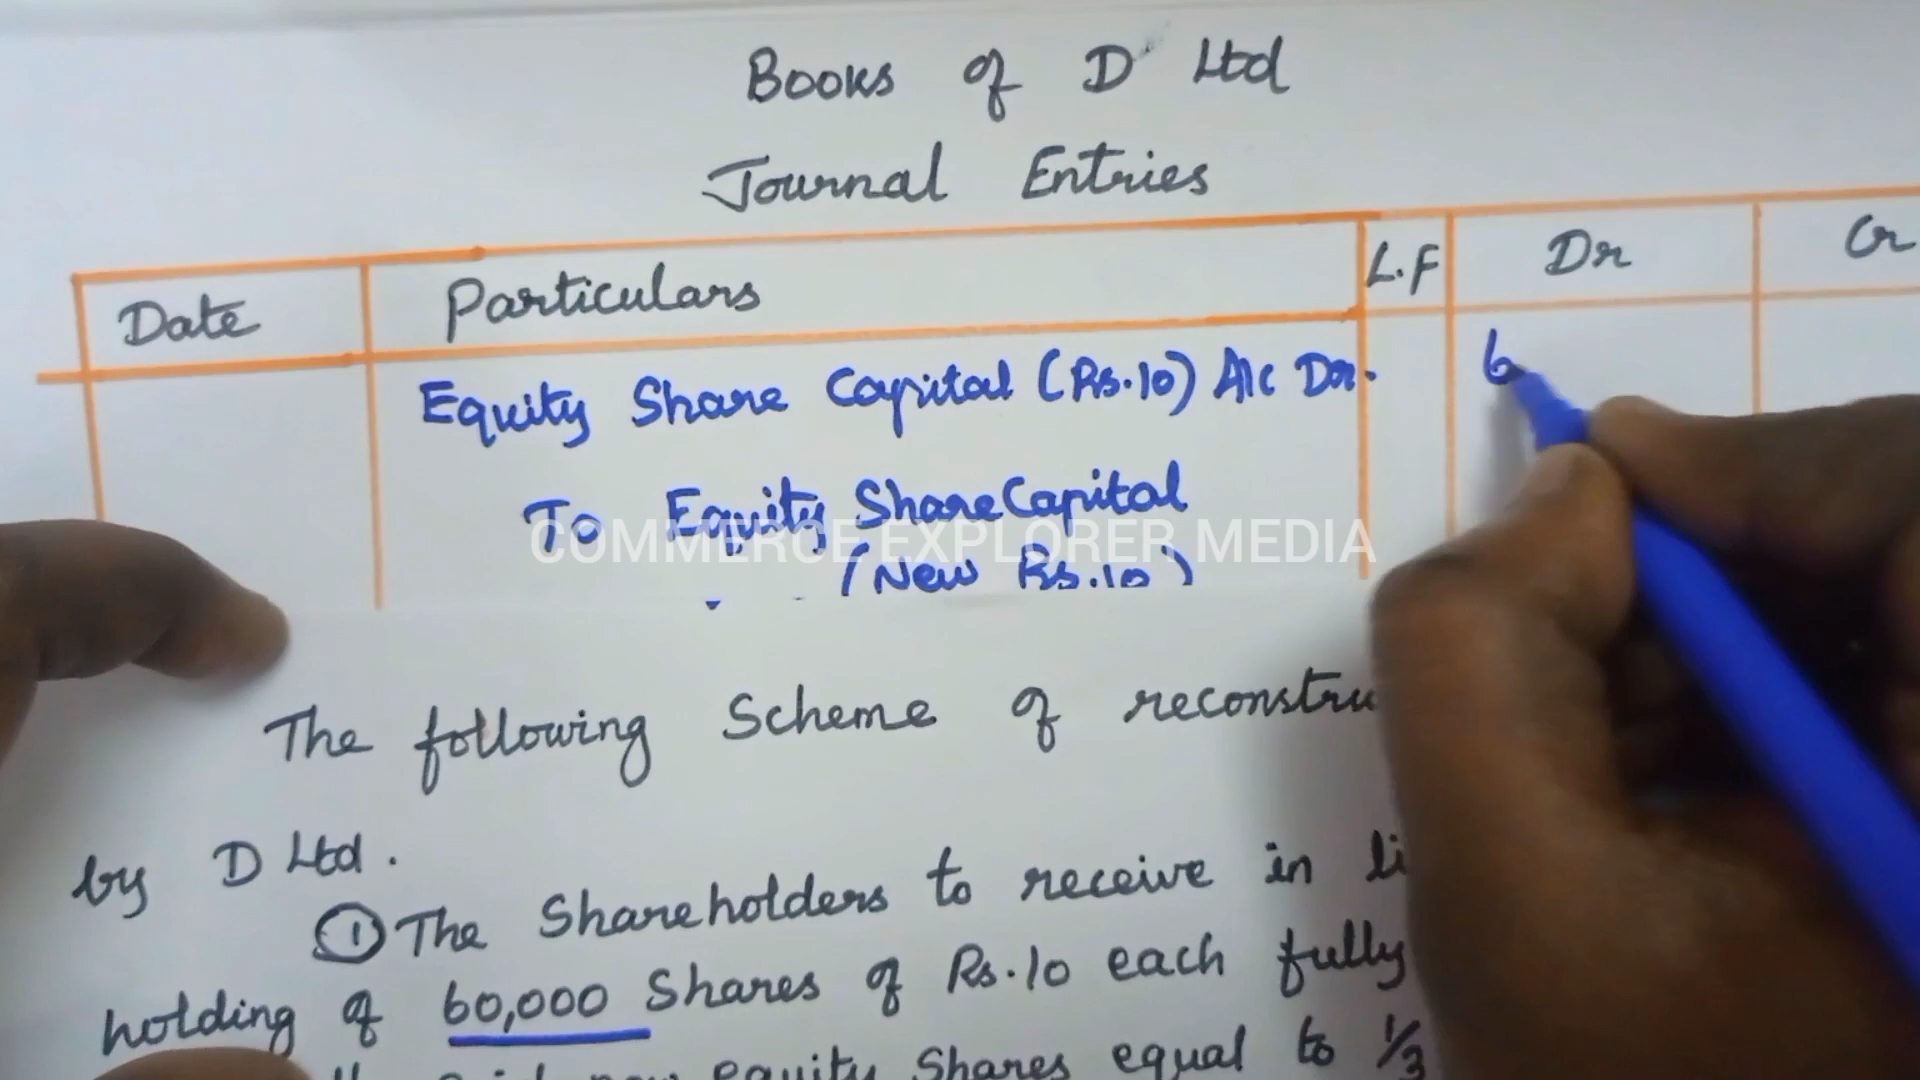 Books of D Ltd
Journal Entries
Date Particulars L.F Dr Cr
Equity Share Capital (Rs.10) A/c Dr. 6
To Equity Share Capital
COMMERCE EXPLORER MEDIA
(New Rs.10)
The following Scheme of reconstru
by D Ltd.
① The Shareholders to receive in li
holding of 60,000 Shares of Rs.10 each fully
new equity Shares equal to 1/3